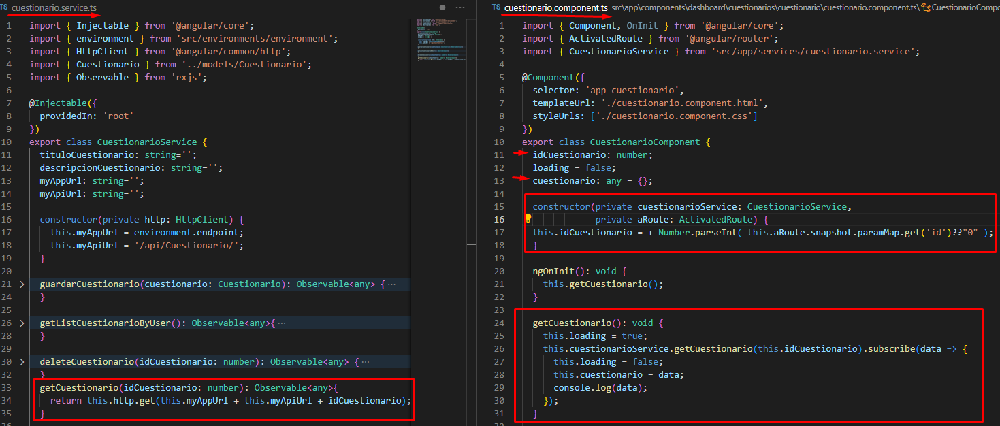 TS cuestionario.service.ts
1 import { Injectable } from '@angular/core';
2 import { environment } from 'src/environments/environment';
3 import { HttpClient } from '@angular/common/http';
4 import { Cuestionario } from '../models/Cuestionario';
5 import { Observable } from 'rxjs';
6
7 @Injectable({
8 providedIn: 'root'
9 })
10 export class CuestionarioService {
11 tituloCuestionario: string='';
12 descripcionCuestionario: string='';
13 myAppUrl: string='';
14 myApiUrl: string='';
15
16 constructor(private http: HttpClient) {
17 this.myAppUrl = environment.endpoint;
18 this.myApiUrl = '/api/Cuestionario/';
19 }
20
21 guardarCuestionario(cuestionario: Cuestionario): Observable<any> {···
24 }
25
26 getListCuestionarioByUser(): Observable<any>{···
28 }
29
30 deleteCuestionario(idCuestionario: number): Observable<any> {···
32 }
33 getCuestionario(idCuestionario: number): Observable<any>{
34 return this.http.get(this.myAppUrl + this.myApiUrl + idCuestionario);
35 }
36
TS cuestionario.component.ts src\app\components\dashboard\cuestionarios\cuestionario\cuestionario.component.ts\ CuestionarioCompo
1 import { Component, OnInit } from '@angular/core';
2 import { ActivatedRoute } from '@angular/router';
3 import { CuestionarioService } from 'src/app/services/cuestionario.service';
4
5 @Component({
6 selector: 'app-cuestionario',
7 templateUrl: './cuestionario.component.html',
8 styleUrls: ['./cuestionario.component.css']
9 })
10 export class CuestionarioComponent {
11 idCuestionario: number;
12 loading = false;
13 cuestionario: any = {};
14
15 constructor(private cuestionarioService: CuestionarioService,
16 private aRoute: ActivatedRoute) {
17 this.idCuestionario = + Number.parseInt( this.aRoute.snapshot.paramMap.get('id')??"0" );
18 }
19
20 ngOnInit(): void {
21 this.getCuestionario();
22 }
23
24 getCuestionario(): void {
25 this.loading = true;
26 this.cuestionarioService.getCuestionario(this.idCuestionario).subscribe(data => {
27 this.loading = false;
28 this.cuestionario = data;
29 console.log(data);
30 });
31 }
32